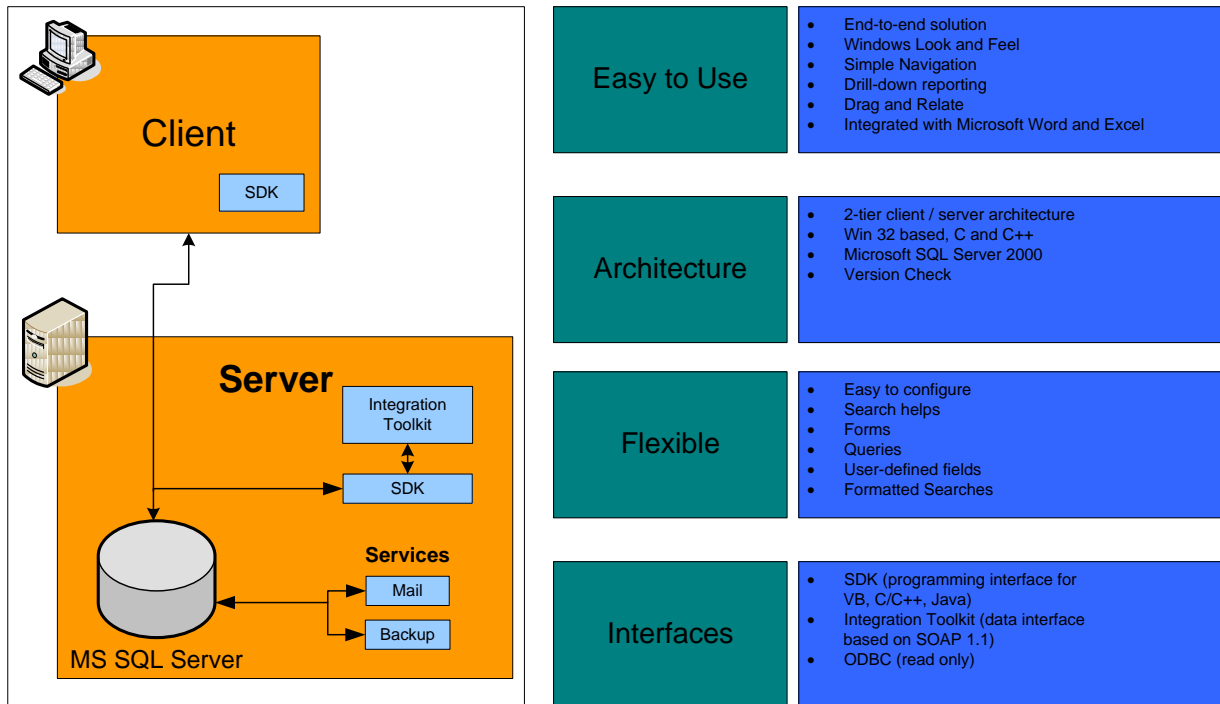 Client
SDK
Server
Integration
Toolkit
SDK
Services
Mail
Backup
MS SQL Server
Easy to Use
• End-to-end solution
• Windows Look and Feel
• Simple Navigation
• Drill-down reporting
• Drag and Relate
• Integrated with Microsoft Word and Excel
Architecture
• 2-tier client / server architecture
• Win 32 based, C and C++
• Microsoft SQL Server 2000
• Version Check
Flexible
• Easy to configure
• Search helps
• Forms
• Queries
• User-defined fields
• Formatted Searches
Interfaces
• SDK (programming interface for
VB, C/C++, Java)
• Integration Toolkit (data interface
based on SOAP 1.1)
• ODBC (read only)